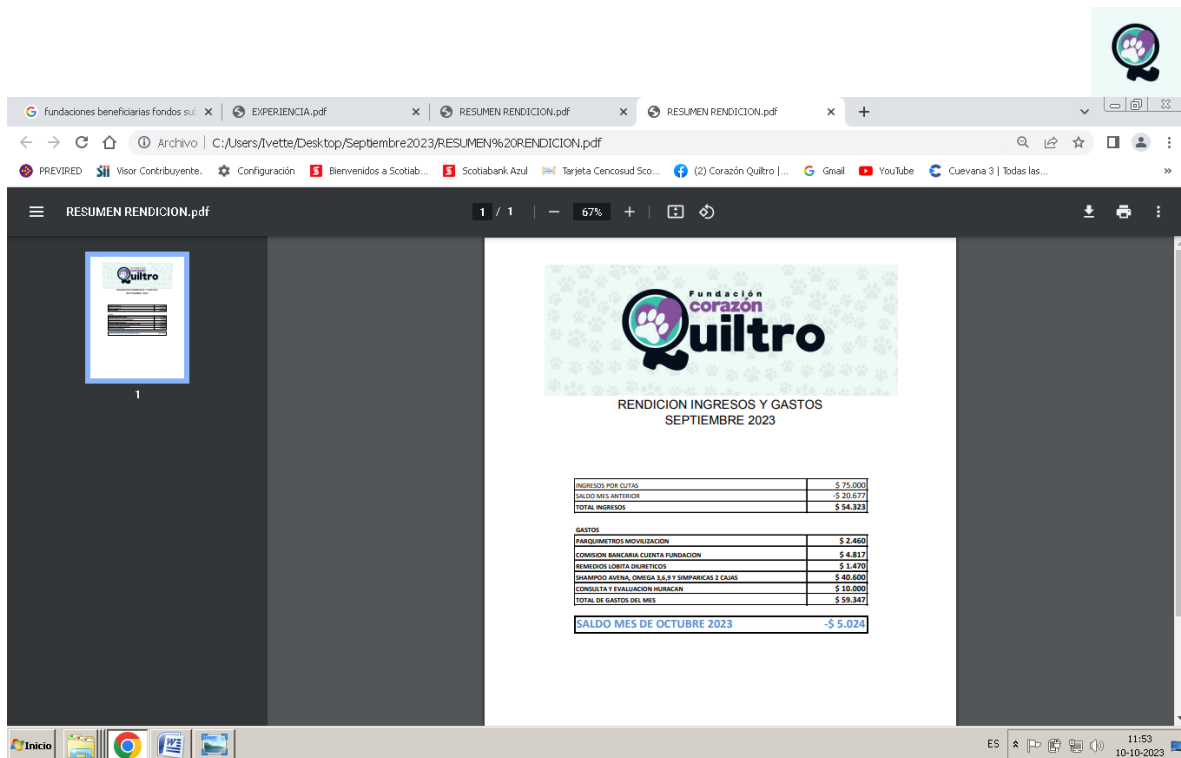 fundaciones beneficiarias fondos sub
EXPERIENCIA.pdf
RESUMEN RENDICION.pdf
RESUMEN RENDICION.pdf
Archivo | C:/Users/Ivette/Desktop/Septiembre2023/RESUMEN%20RENDICION.pdf
PREVIRED Sii Visor Contribuyente. Configuración Bienvenidos a Scotiab... Scotiabank Azul Tarjeta Cencosud Sco... (2) Corazón Quiltro |... Gmail YouTube Cuevana 3 | Todas las... »
RESUMEN RENDICION.pdf 1 / 1 | − 67% + |
1
Fundación
corazón
Quiltro
RENDICION INGRESOS Y GASTOS
SEPTIEMBRE 2023
INGRESOS POR CUTAS $ 75.000
SALDO MES ANTERIOR -$ 20.677
TOTAL INGRESOS $ 54.323
GASTOS
PARQUIMETROS MOVILIZACION $ 2.460
COMISION BANCARIA CUENTA FUNDACION $ 4.817
REMEDIOS LOBITA DIURETICOS $ 1.470
SHAMPOO AVENA, OMEGA 3,6,9 Y SIMPARICAS 2 CAJAS $ 40.600
CONSULTA Y EVALUACION HURACAN $ 10.000
TOTAL DE GASTOS DEL MES $ 59.347
SALDO MES DE OCTUBRE 2023 -$ 5.024
Inicio
ES
11:53
10-10-2023